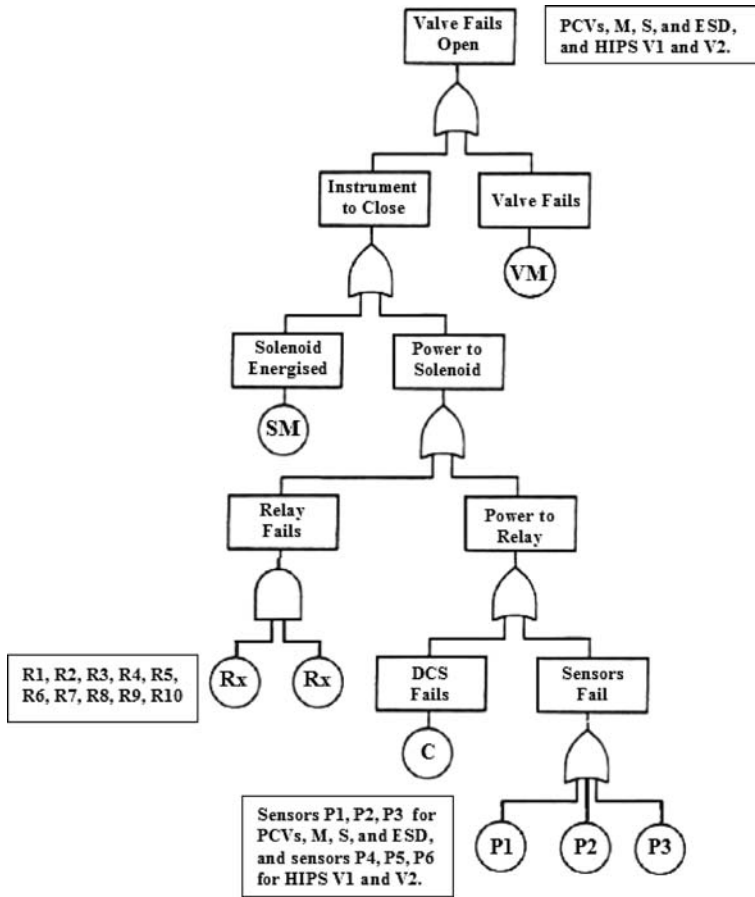 Valve Fails
Open
PCVs, M, S, and ESD,
and HIPS V1 and V2.
Instrument
to Close
Valve Fails
VM
Solenoid
Energised
Power to
Solenoid
SM
Relay
Fails
Power to
Relay
R1, R2, R3, R4, R5,
R6, R7, R8, R9, R10
Rx
Rx
DCS
Fails
Sensors
Fail
C
Sensors P1, P2, P3 for
PCVs, M, S, and ESD,
and sensors P4, P5, P6
for HIPS V1 and V2.
P1
P2
P3